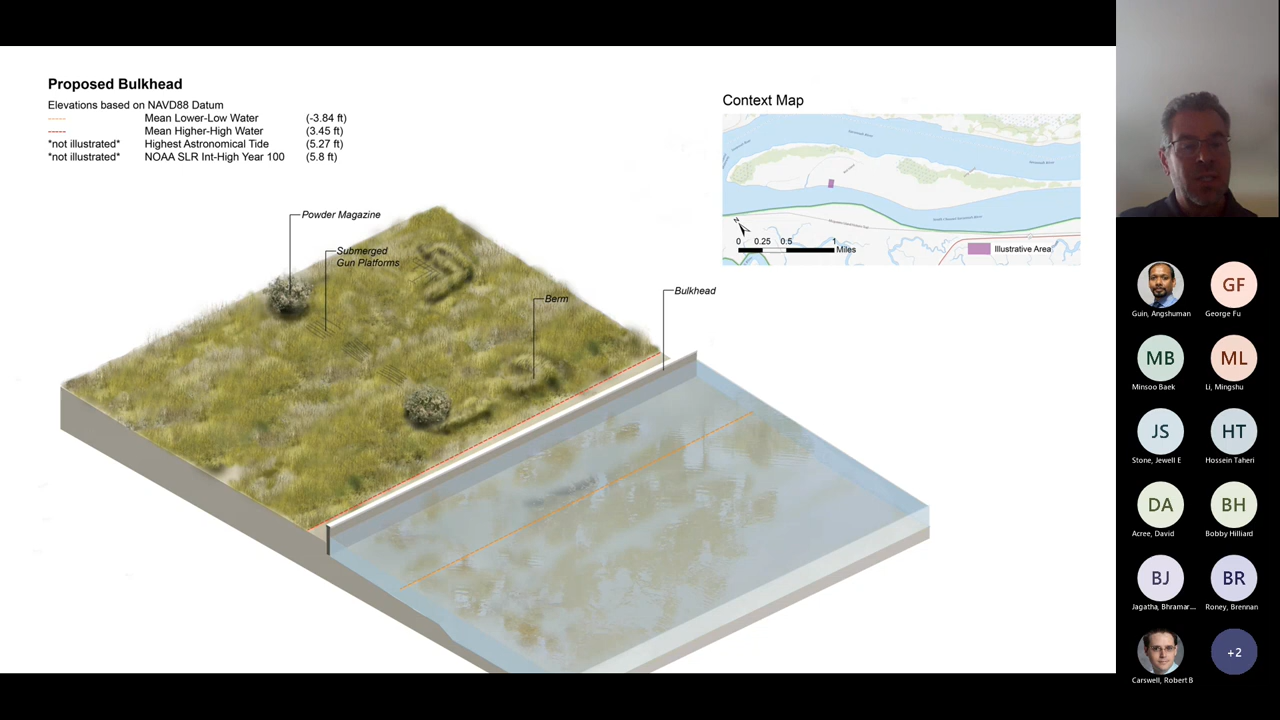 Proposed Bulkhead
Elevations based on NAVD88 Datum
Mean Lower-Low Water (-3.84 ft)
Mean Higher-High Water (3.45 ft)
*not illustrated* Highest Astronomical Tide (5.27 ft)
*not illustrated* NOAA SLR Int-High Year 100 (5.8 ft)
Context Map
0 0.25 0.5 1
Miles
Illustrative Area
Powder Magazine
Submerged
Gun Platforms
Berm
Bulkhead
Guin, Angshuman
GF
George Fu
MB
Minsoo Baek
ML
Li, Mingshu
JS
Stone, Jewell E
HT
Hossein Taheri
DA
Acree, David
BH
Bobby Hilliard
BJ
Jagatha, Bhramar...
BR
Roney, Brennan
Carswell, Robert B
+2